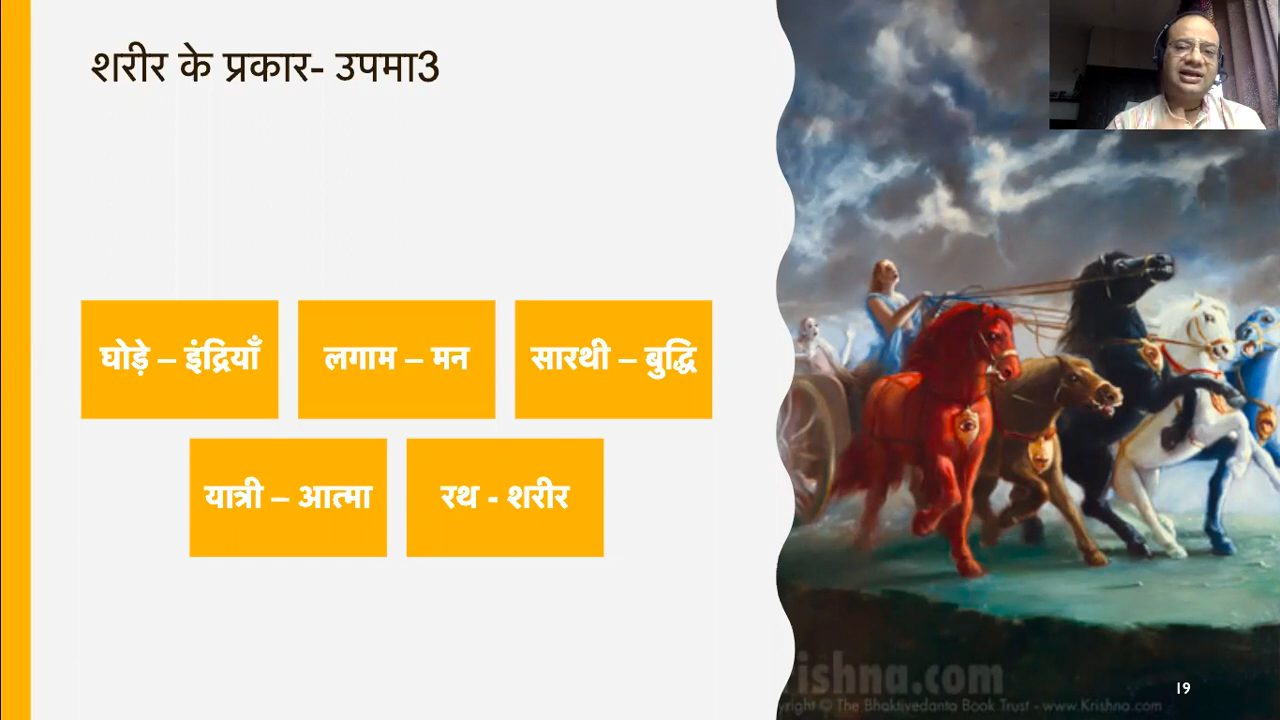 शरीर के प्रकार- उपमा3
घोड़े – इंद्रियाँ
लगाम – मन
सारथी – बुद्धि
यात्री – आत्मा
रथ - शरीर
rishna.com
yright © The Bhaktivedanta Book Trust - www.Krishna.com
19